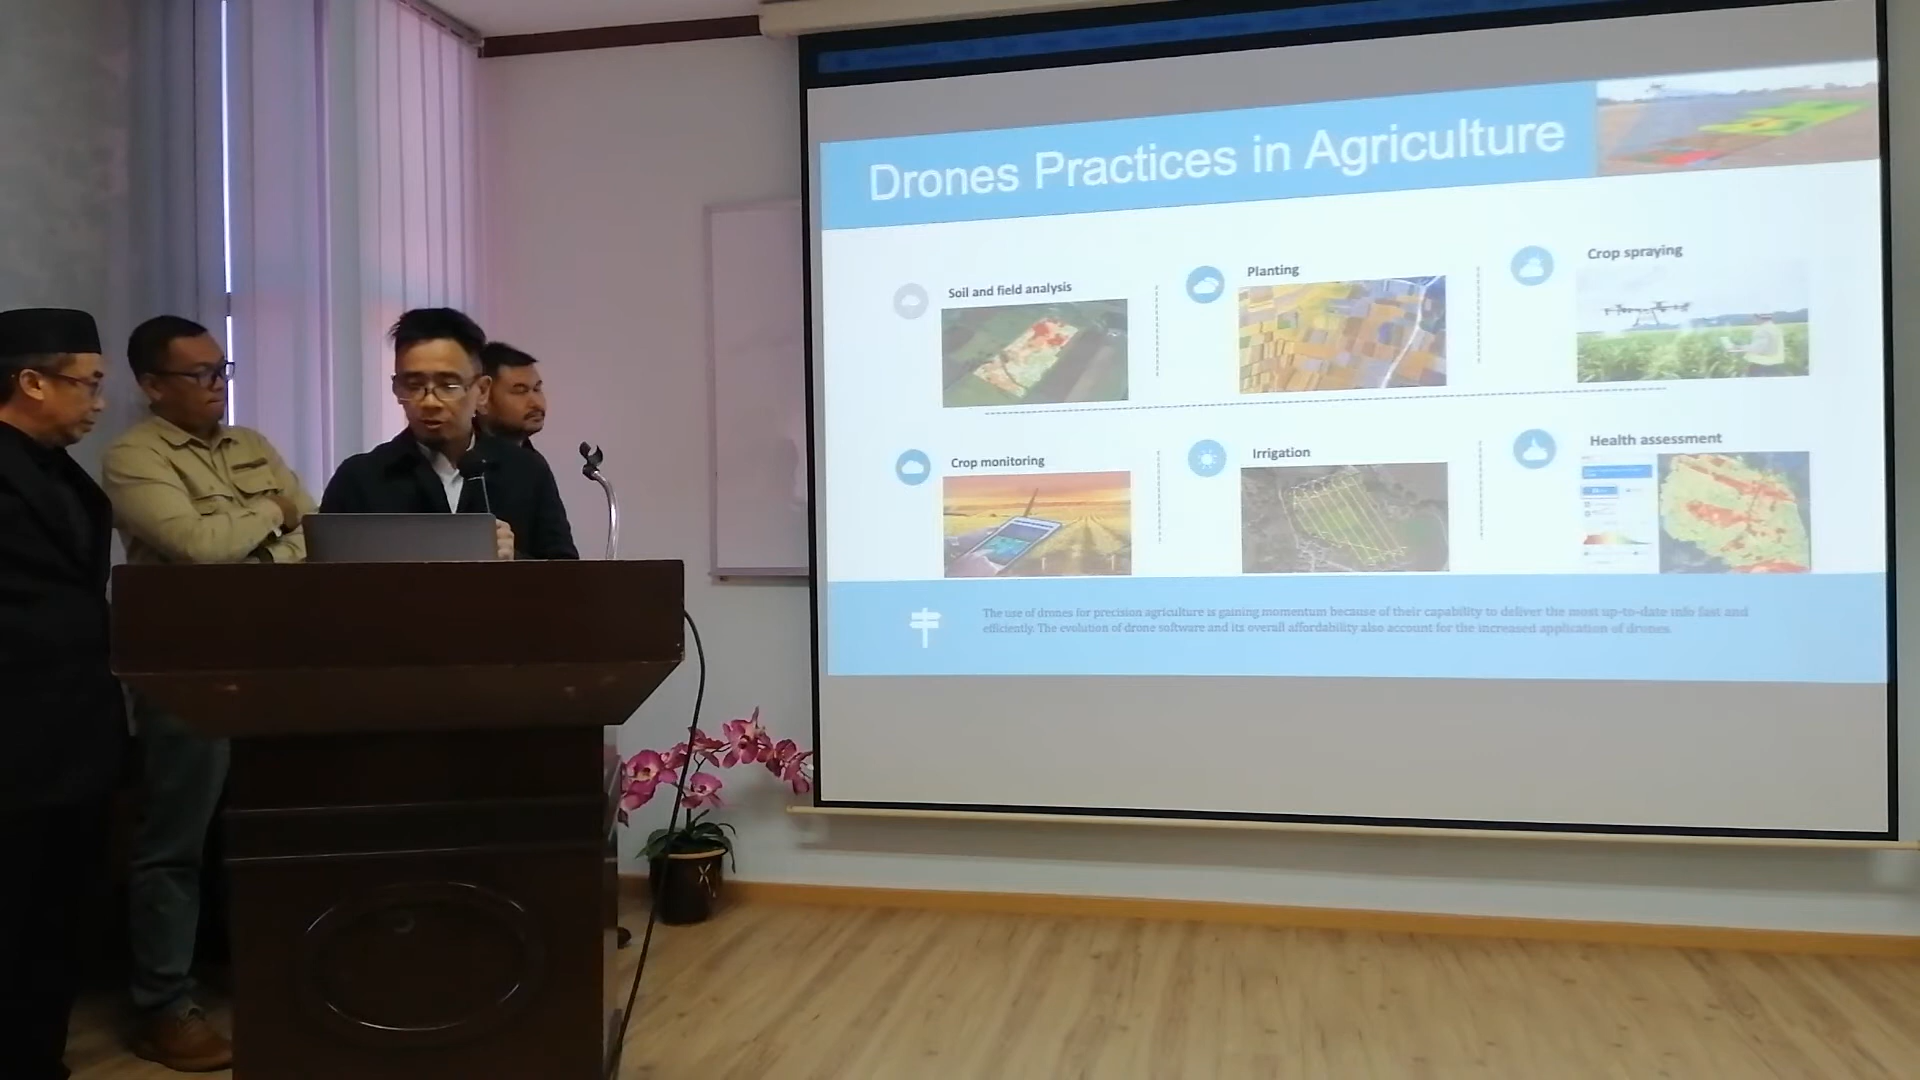 Drones Practices in Agriculture
Soil and field analysis
Planting
Crop spraying
Crop monitoring
Irrigation
Health assessment
The use of drones for precision agriculture is gaining momentum because of their capability to deliver the most up-to-date info fast and
efficiently. The evolution of drone software and its overall affordability also account for the increased application of drones.